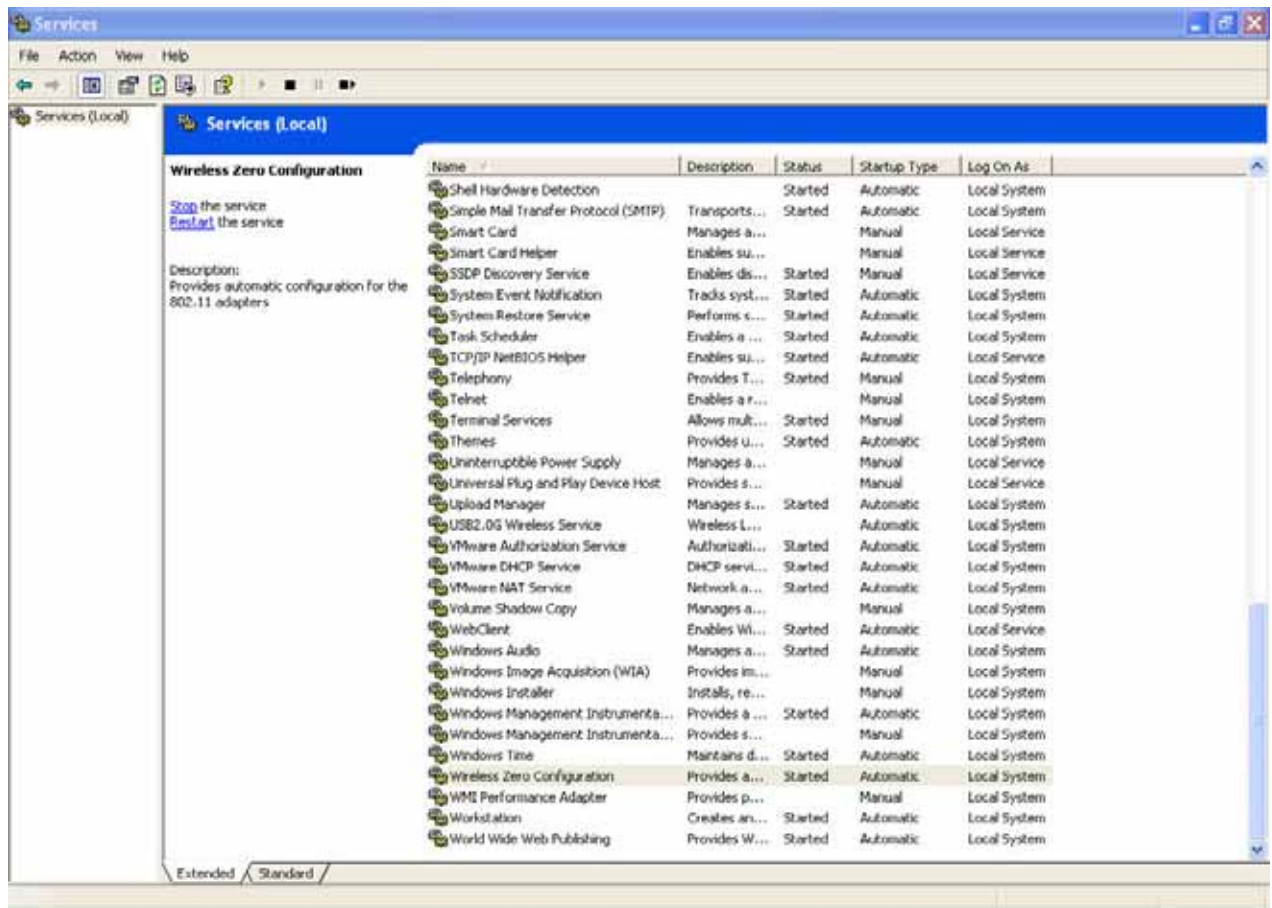 Services
File Action View Help
Services (Local)
Services (Local)
Wireless Zero Configuration
Stop the service
Restart the service
Description:
Provides automatic configuration for the
802.11 adapters
Name Description Status Startup Type Log On As
Shell Hardware Detection Started Automatic Local System
Simple Mail Transfer Protocol (SMTP) Transports... Started Automatic Local System
Smart Card Manages a... Manual Local Service
Smart Card Helper Enables su... Manual Local Service
SSDP Discovery Service Enables dis... Started Manual Local Service
System Event Notification Tracks syst... Started Automatic Local System
System Restore Service Performs s... Started Automatic Local System
Task Scheduler Enables a ... Started Automatic Local System
TCP/IP NetBIOS Helper Enables su... Started Automatic Local Service
Telephony Provides T... Started Manual Local System
Telnet Enables a r... Manual Local System
Terminal Services Allows mult... Started Manual Local System
Themes Provides u... Started Automatic Local System
Uninterruptible Power Supply Manages a... Manual Local Service
Universal Plug and Play Device Host Provides s... Manual Local Service
Upload Manager Manages s... Started Automatic Local System
USB2.0G Wireless Service Wireless L... Automatic Local System
VMware Authorization Service Authorizati... Started Automatic Local System
VMware DHCP Service DHCP servi... Started Automatic Local System
VMware NAT Service Network a... Started Automatic Local System
Volume Shadow Copy Manages a... Manual Local System
WebClient Enables Wi... Started Automatic Local Service
Windows Audio Manages a... Started Automatic Local System
Windows Image Acquisition (WIA) Provides im... Manual Local System
Windows Installer Installs, re... Manual Local System
Windows Management Instrumenta... Provides a ... Started Automatic Local System
Windows Management Instrumenta... Provides s... Manual Local System
Windows Time Maintains d... Started Automatic Local System
Wireless Zero Configuration Provides a... Started Automatic Local System
WMI Performance Adapter Provides p... Manual Local System
Workstation Creates an... Started Automatic Local System
World Wide Web Publishing Provides W... Started Automatic Local System
Extended Standard